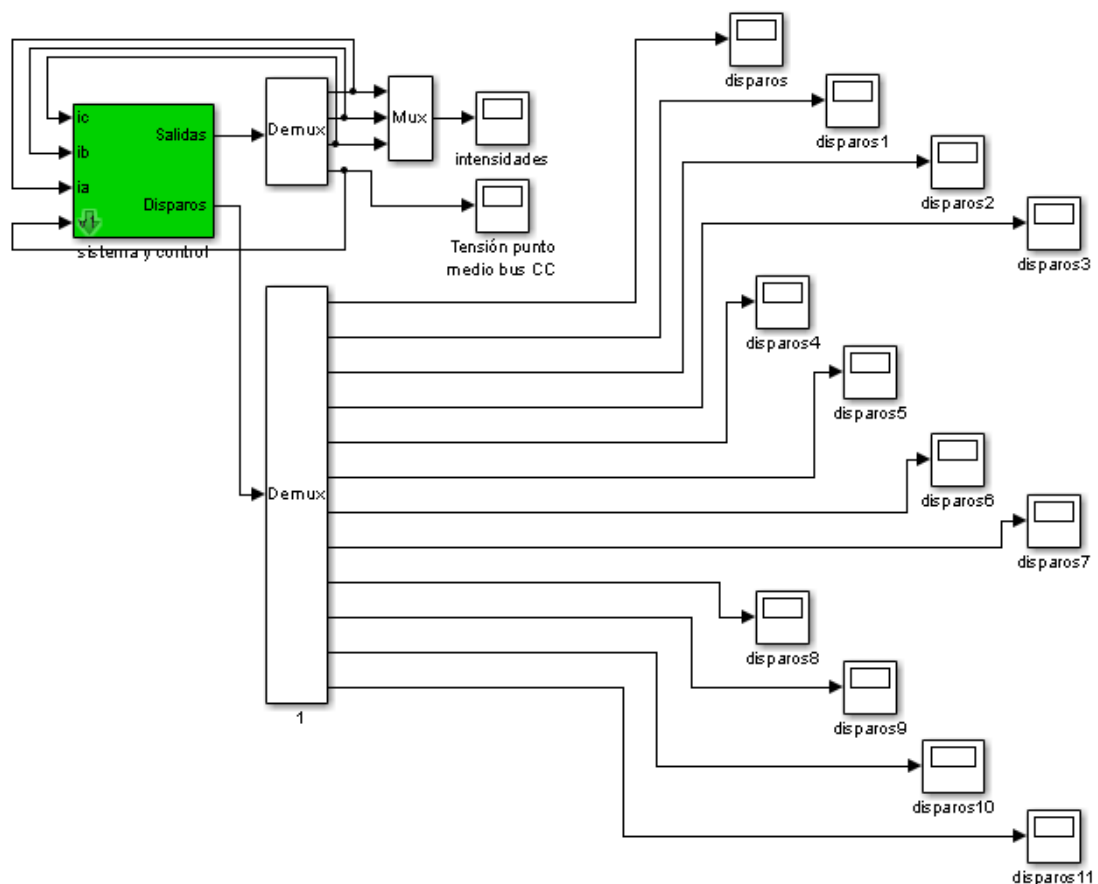 disparos
disparos1
disparos2
disparos3
ic
ib
ia
v1
Salidas
Disparos
sistema y control
Demux
Mux
intensidades
Tensión punto
medio bus CC
disparos4
disparos5
Demux
disparos6
disparos7
disparos8
1
disparos9
disparos10
disparos11